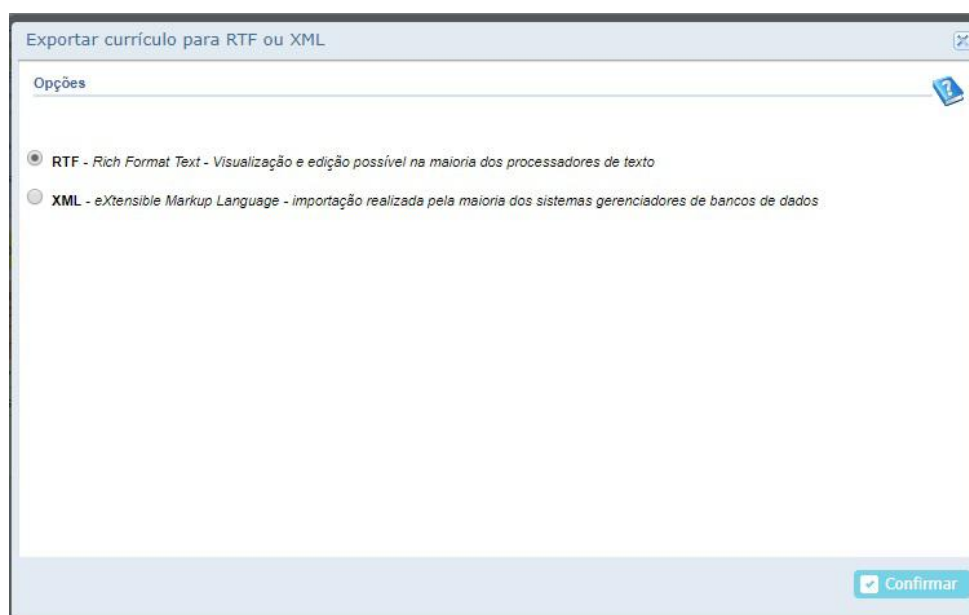 Exportar currículo para RTF ou XML
Opções
RTF - Rich Format Text - Visualização e edição possível na maioria dos processadores de texto
XML - eXtensible Markup Language - importação realizada pela maioria dos sistemas gerenciadores de bancos de dados
Confirmar